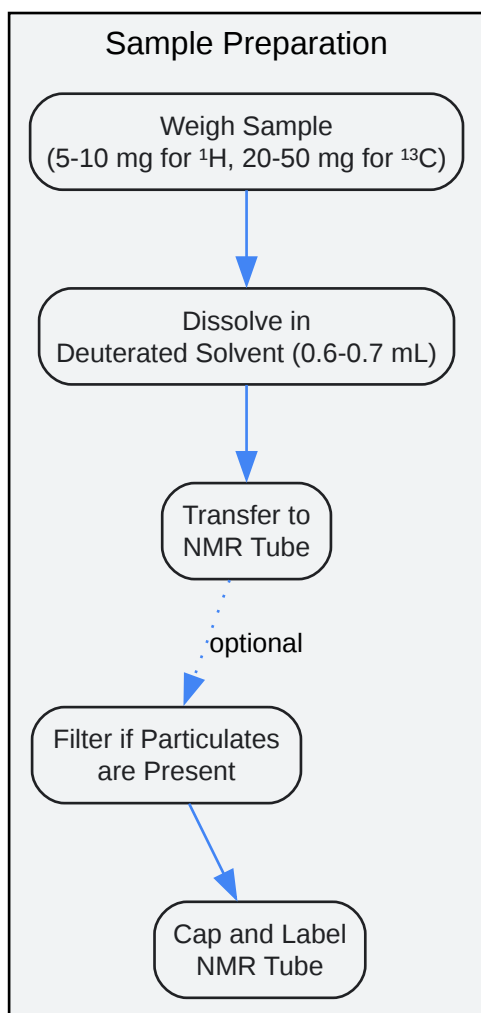 Sample Preparation
Weigh Sample
(5-10 mg for ¹H, 20-50 mg for ¹³C)
Dissolve in
Deuterated Solvent (0.6-0.7 mL)
Transfer to
NMR Tube
optional
Filter if Particulates
are Present
Cap and Label
NMR Tube